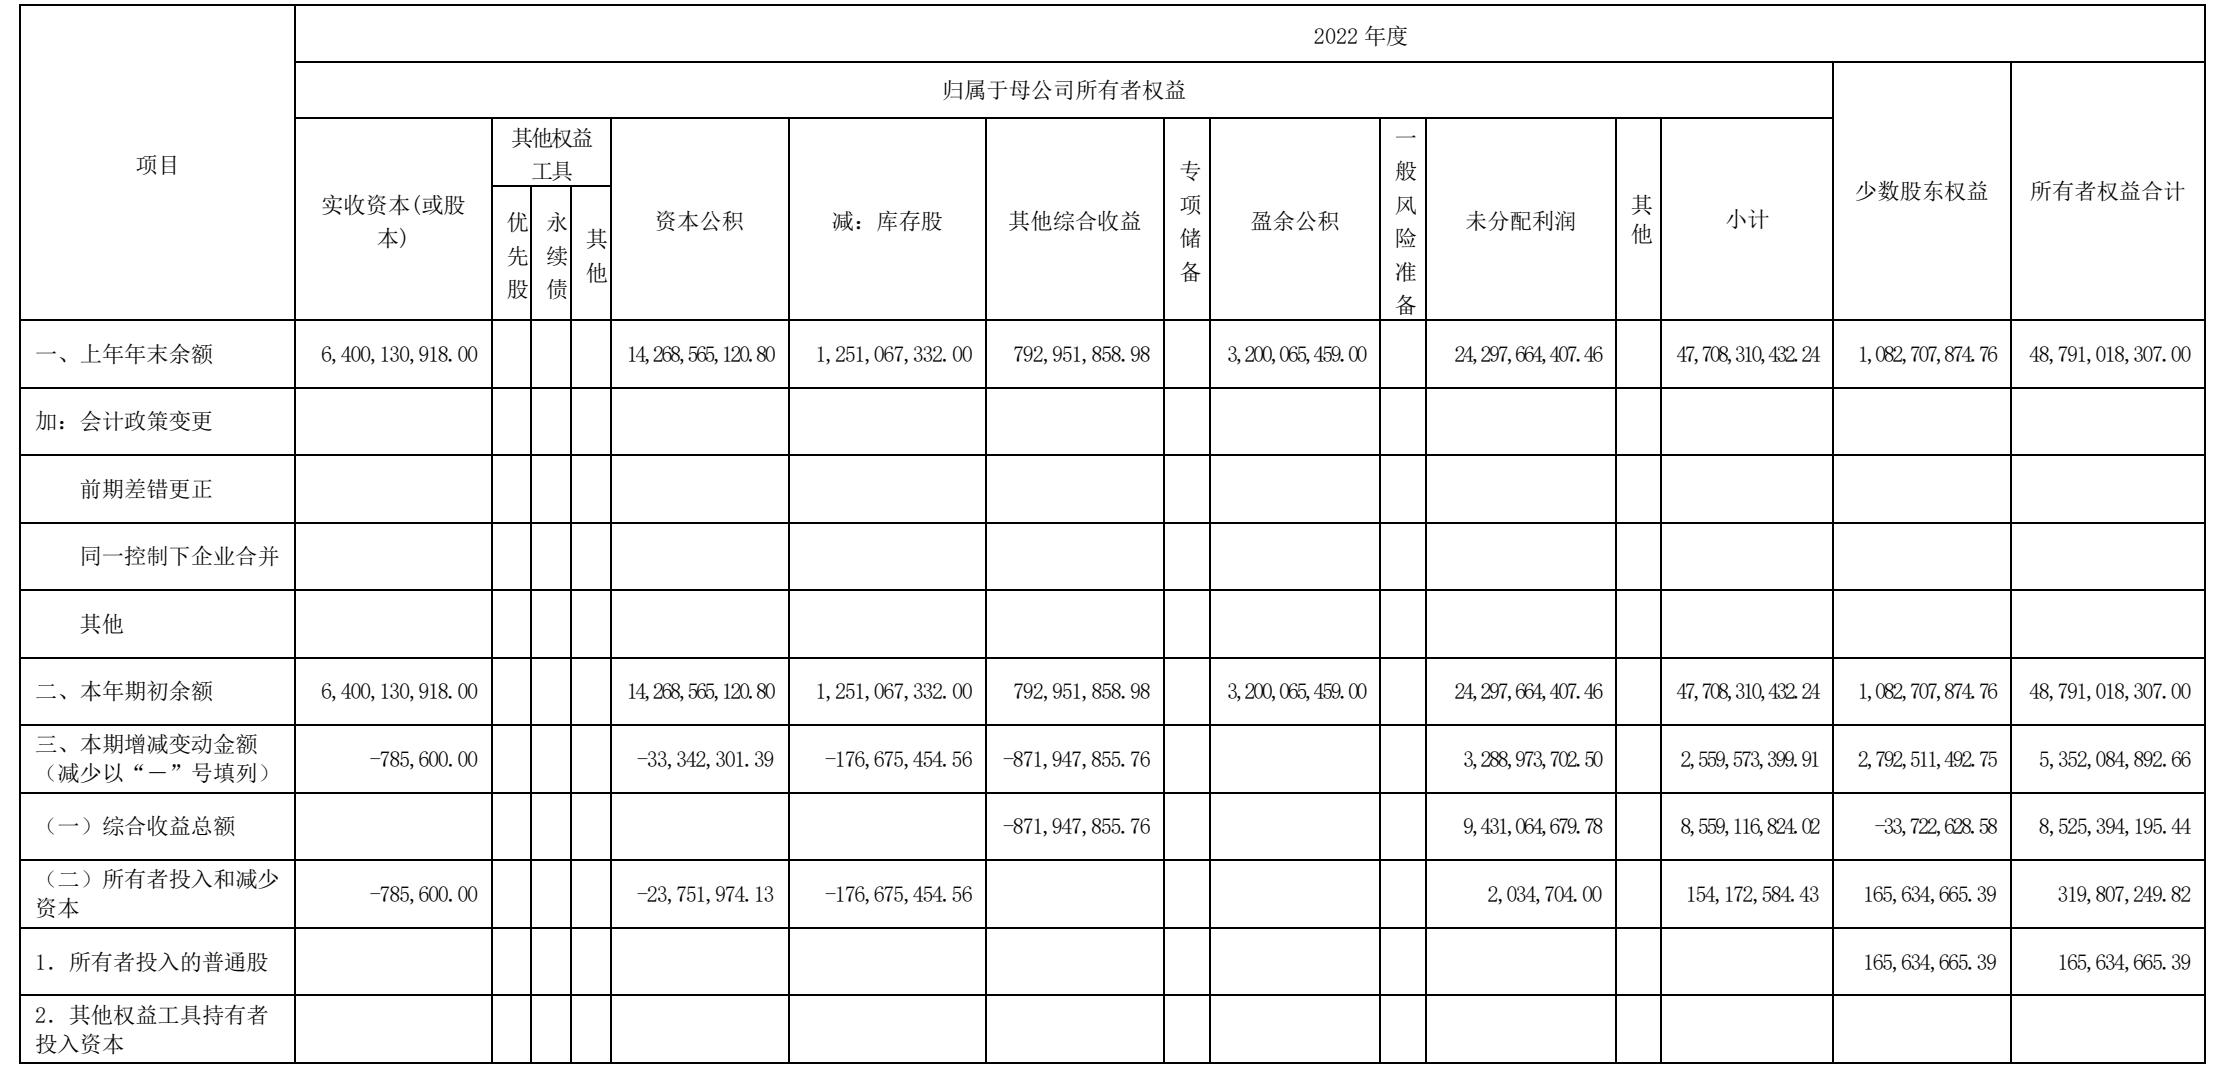 2022 年度
归属于母公司所有者权益
项目
少数股东权益
所有者权益合计
实收资本(或股
本)
其他权益
工具
优先股
永续债
其他
资本公积
减：库存股
其他综合收益
专项储备
盈余公积
一般风险准备
未分配利润
其他
小计
一、上年年末余额 6,400,130,918.00 14,268,565,120.80 1,251,067,332.00 792,951,858.98 3,200,065,459.00 24,297,664,407.46 47,708,310,432.24 1,082,707,874.76 48,791,018,307.00
加：会计政策变更
前期差错更正
同一控制下企业合并
其他
二、本年期初余额 6,400,130,918.00 14,268,565,120.80 1,251,067,332.00 792,951,858.98 3,200,065,459.00 24,297,664,407.46 47,708,310,432.24 1,082,707,874.76 48,791,018,307.00
三、本期增减变动金额
（减少以“－”号填列） -785,600.00 -33,342,301.39 -176,675,454.56 -871,947,855.76 3,288,973,702.50 2,559,573,399.91 2,792,511,492.75 5,352,084,892.66
（一）综合收益总额 -871,947,855.76 9,431,064,679.78 8,559,116,824.02 -33,722,628.58 8,525,394,195.44
（二）所有者投入和减少
资本 -785,600.00 -23,751,974.13 -176,675,454.56 2,034,704.00 154,172,584.43 165,634,665.39 319,807,249.82
1．所有者投入的普通股 165,634,665.39 165,634,665.39
2．其他权益工具持有者
投入资本